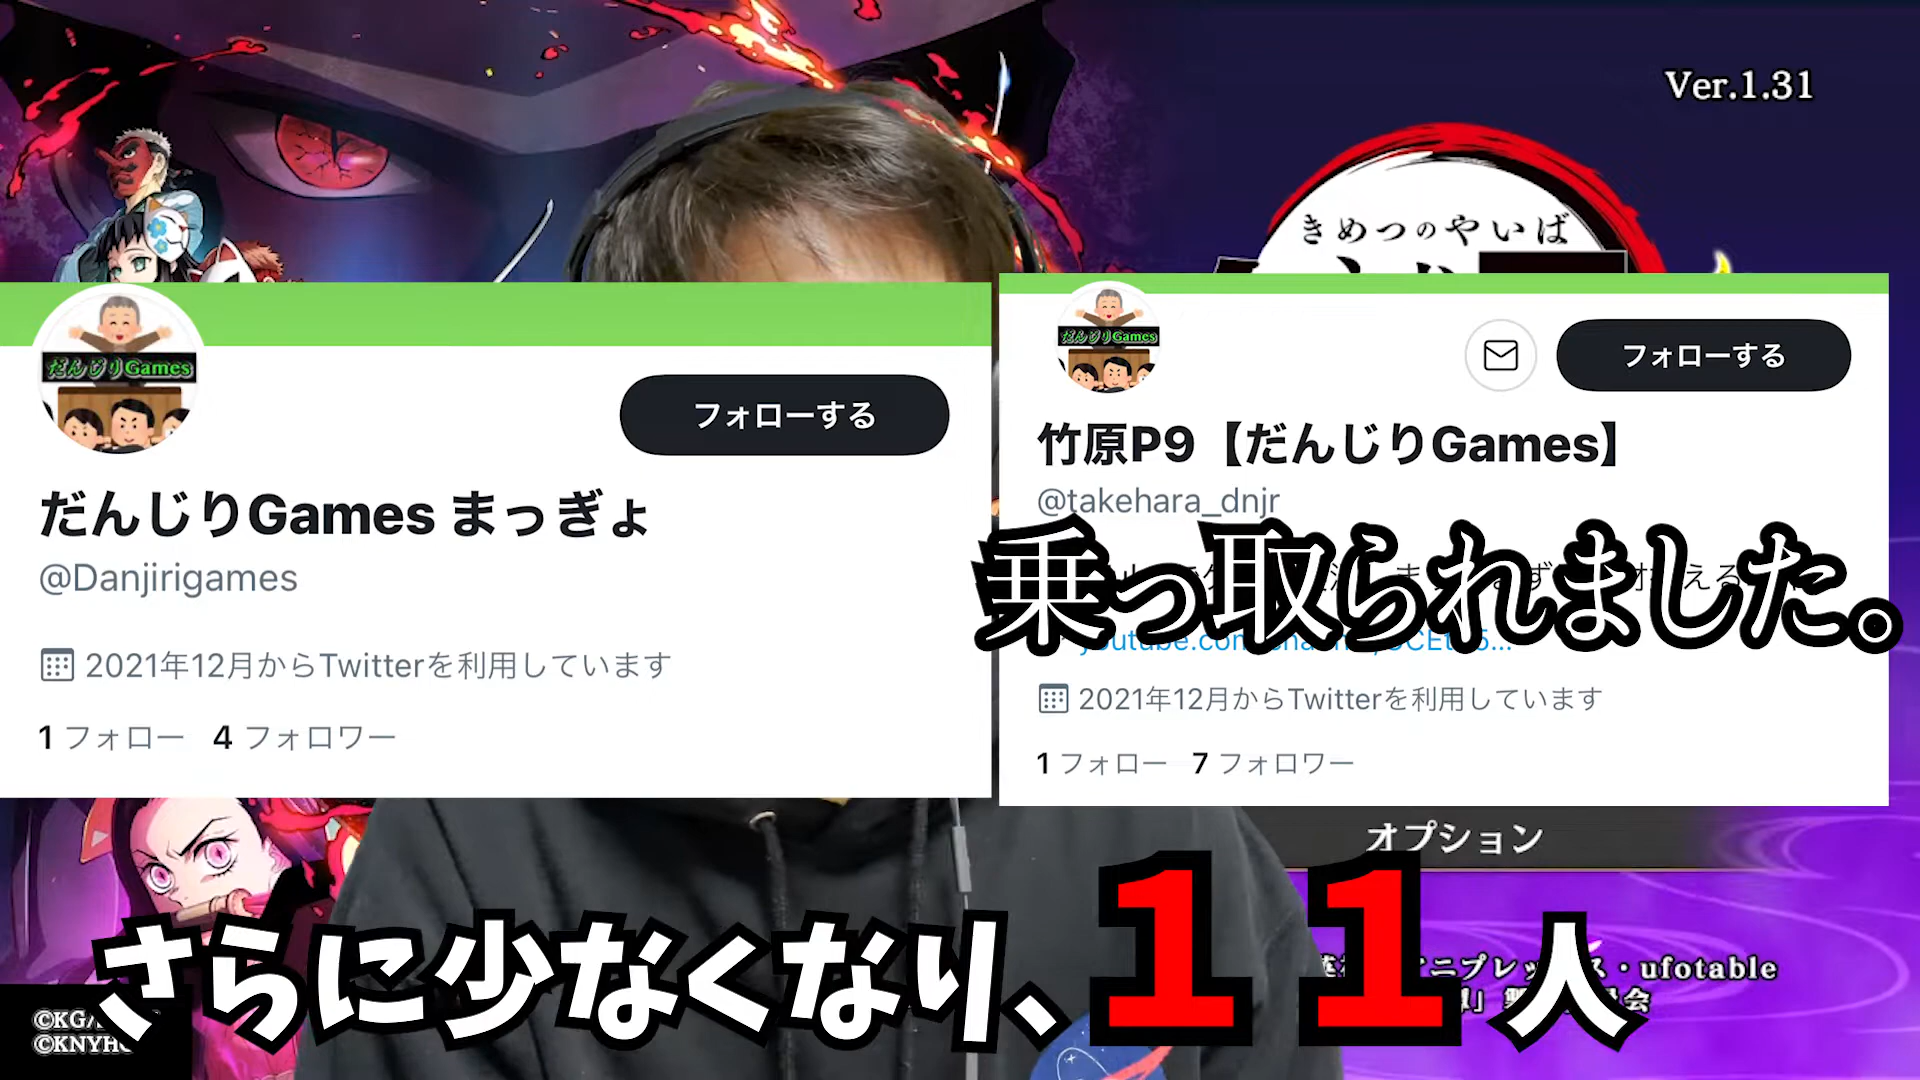 Ver.1.31
きめつのやいば
だんじりGames
フォローする
だんじりGames まっぎょ
@Danjirigames
2021年12月からTwitterを利用しています
1 フォロー 4 フォロワー
だんじりGames
フォローする
竹原P9【だんじりGames】
@takehara_dnjr
乗っ取られました。
2021年12月からTwitterを利用しています
1 フォロー 7 フォロワー
オプション
さらに少なくなり、11人
・ufotable
©KG
©KNYH